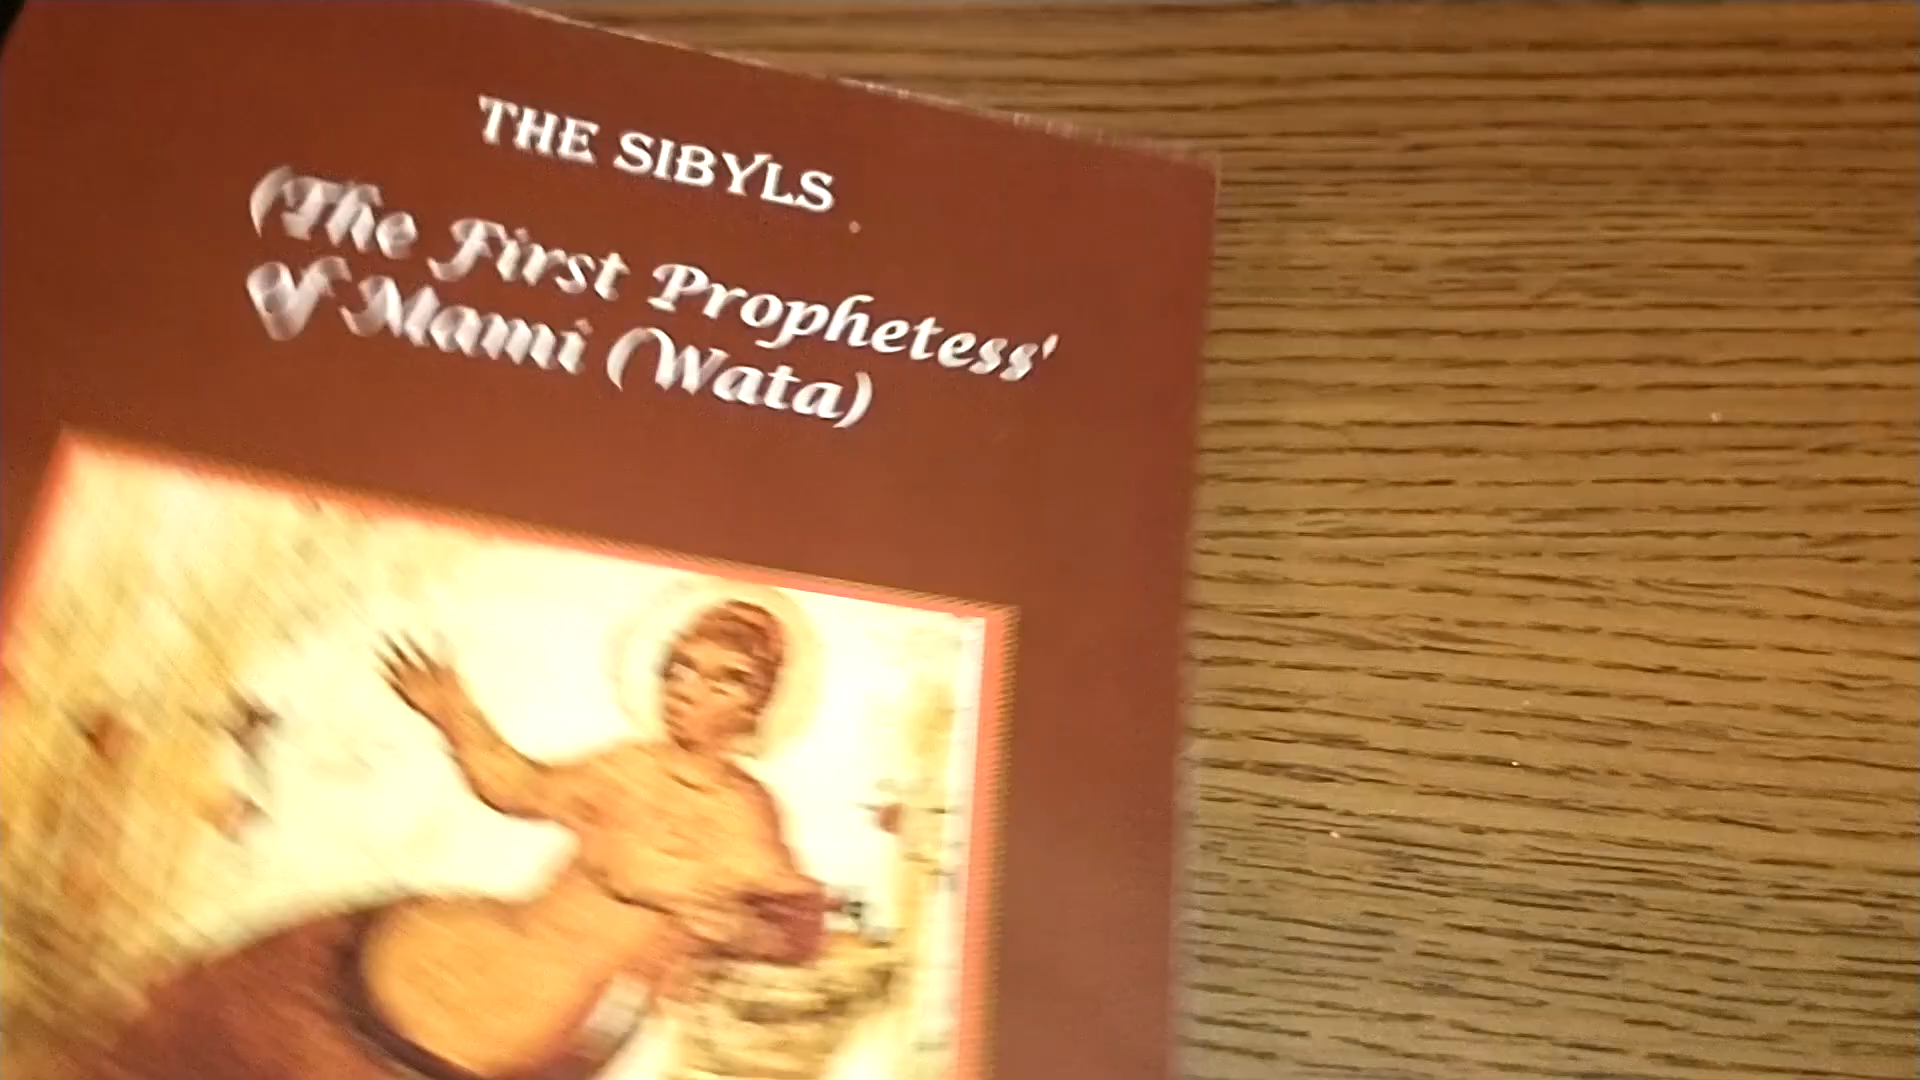 THE SIBYLS
(The First Prophetess'
Of Mami (Wata)